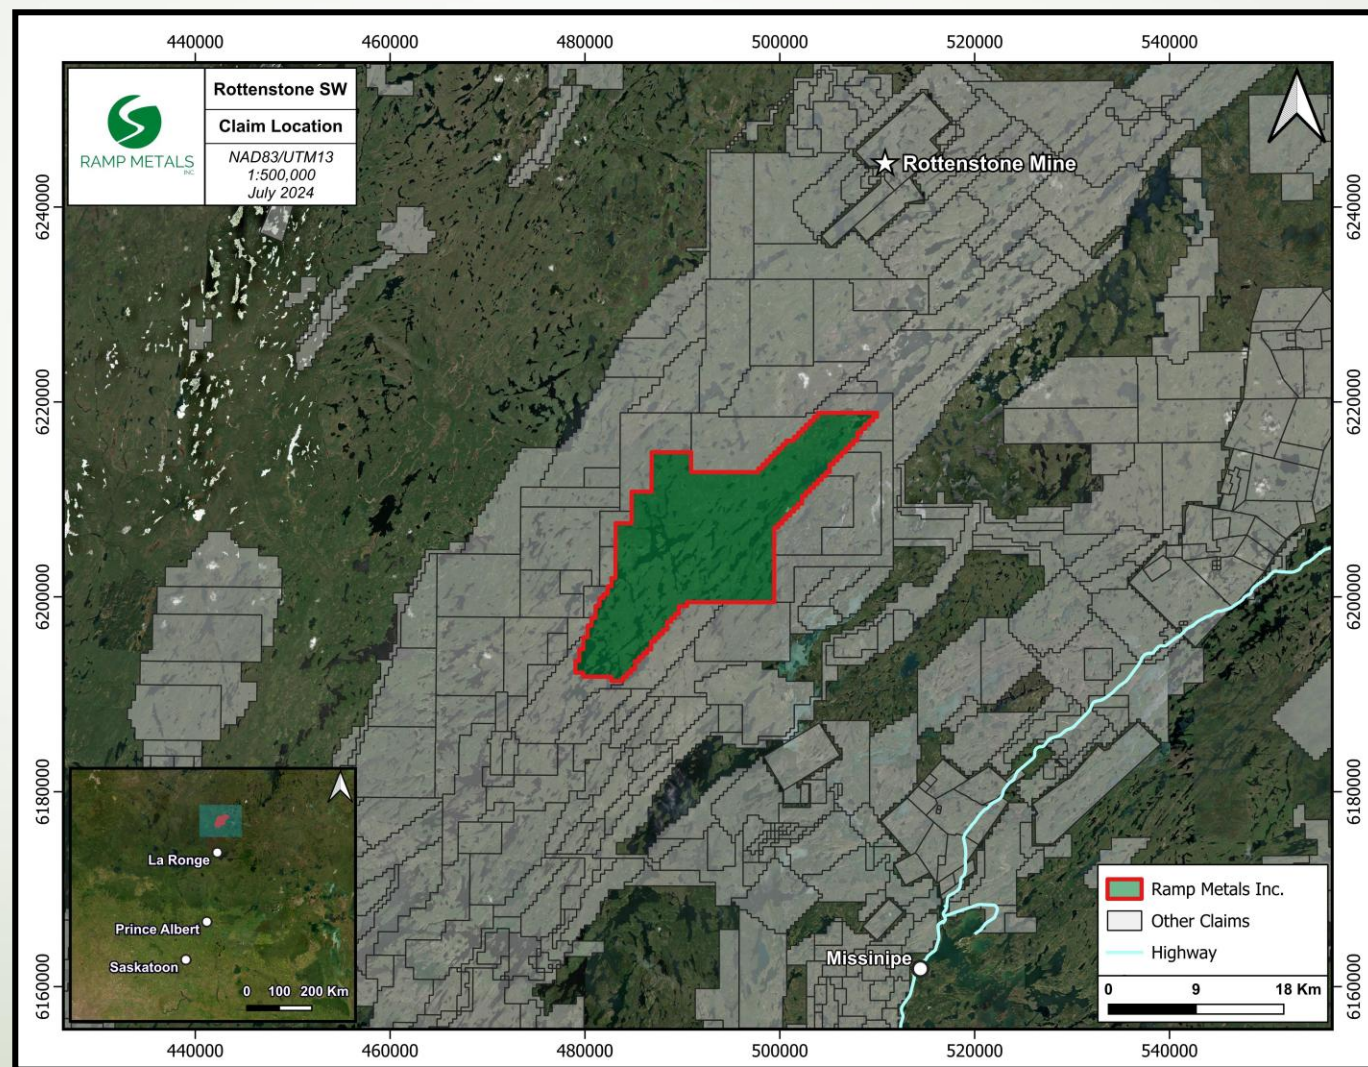 440000 460000 480000 500000 520000 540000
RAMP METALS
INC
Rottenstone SW
Claim Location
NAD83/UTM13
1:500,000
July 2024
Rottenstone Mine
6240000 6240000
6220000 6220000
6200000 6200000
6180000 6180000
6160000 6160000
La Ronge
Prince Albert
Saskatoon
0 100 200 Km
Missinipe
Ramp Metals Inc.
Other Claims
Highway
0 9 18 Km
440000 460000 480000 500000 520000 540000